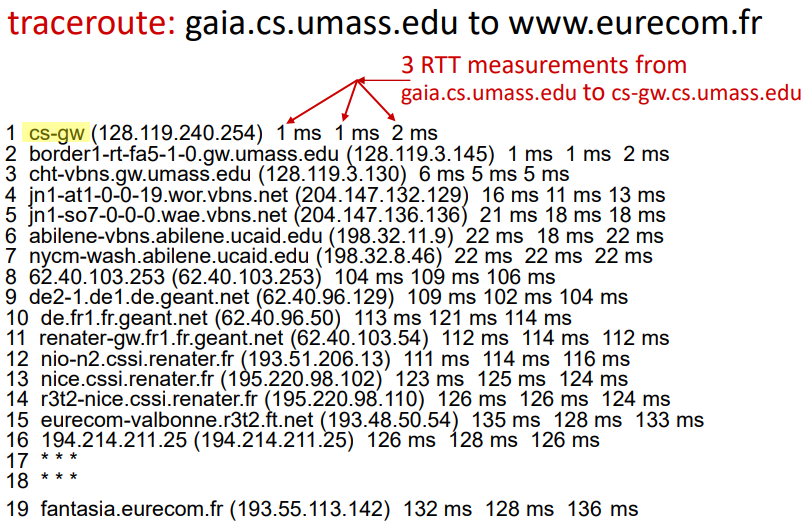 traceroute: gaia.cs.umass.edu to www.eurecom.fr
3 RTT measurements from
gaia.cs.umass.edu to cs-gw.cs.umass.edu
1 cs-gw (128.119.240.254) 1 ms 1 ms 2 ms
2 border1-rt-fa5-1-0.gw.umass.edu (128.119.3.145) 1 ms 1 ms 2 ms
3 cht-vbns.gw.umass.edu (128.119.3.130) 6 ms 5 ms 5 ms
4 jn1-at1-0-0-19.wor.vbns.net (204.147.132.129) 16 ms 11 ms 13 ms
5 jn1-so7-0-0-0.wae.vbns.net (204.147.136.136) 21 ms 18 ms 18 ms
6 abilene-vbns.abilene.ucaid.edu (198.32.11.9) 22 ms 18 ms 22 ms
7 nycm-wash.abilene.ucaid.edu (198.32.8.46) 22 ms 22 ms 22 ms
8 62.40.103.253 (62.40.103.253) 104 ms 109 ms 106 ms
9 de2-1.de1.de.geant.net (62.40.96.129) 109 ms 102 ms 104 ms
10 de.fr1.fr.geant.net (62.40.96.50) 113 ms 121 ms 114 ms
11 renater-gw.fr1.fr.geant.net (62.40.103.54) 112 ms 114 ms 112 ms
12 nio-n2.cssi.renater.fr (193.51.206.13) 111 ms 114 ms 116 ms
13 nice.cssi.renater.fr (195.220.98.102) 123 ms 125 ms 124 ms
14 r3t2-nice.cssi.renater.fr (195.220.98.110) 126 ms 126 ms 124 ms
15 eurecom-valbonne.r3t2.ft.net (193.48.50.54) 135 ms 128 ms 133 ms
16 194.214.211.25 (194.214.211.25) 126 ms 128 ms 126 ms
17 * * *
18 * * *
19 fantasia.eurecom.fr (193.55.113.142) 132 ms 128 ms 136 ms